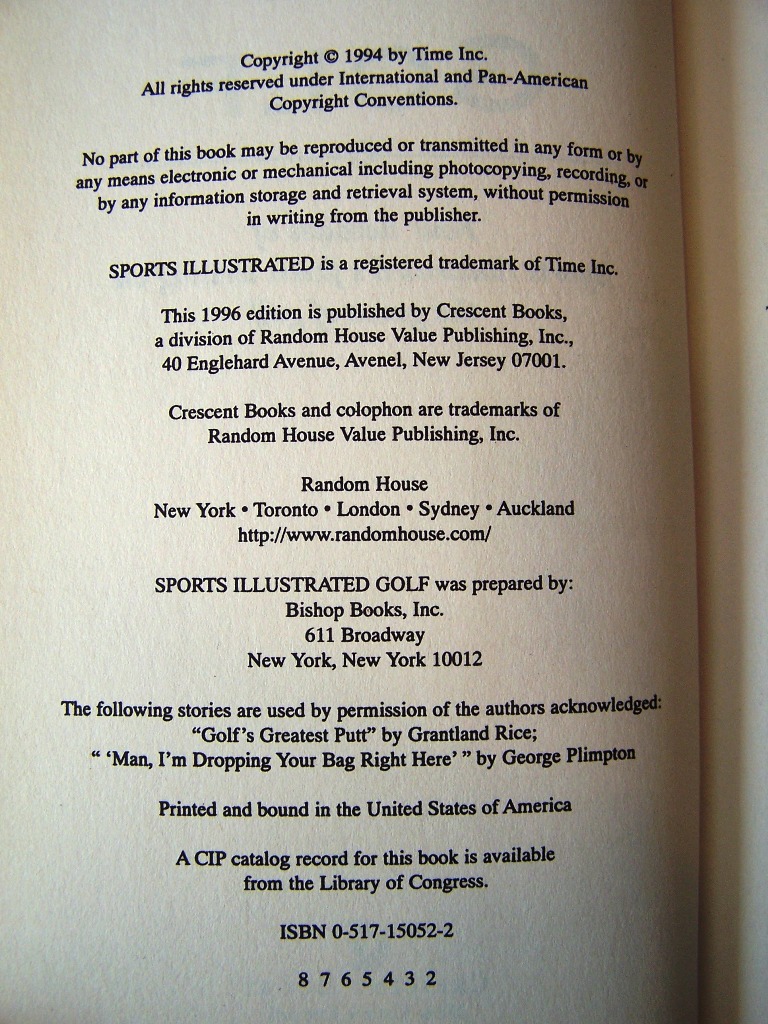 Copyright © 1994 by Time Inc.
All rights reserved under International and Pan-American
Copyright Conventions.
No part of this book may be reproduced or transmitted in any form or by
any means electronic or mechanical including photocopying, recording, or
by any information storage and retrieval system, without permission
in writing from the publisher.
SPORTS ILLUSTRATED is a registered trademark of Time Inc.
This 1996 edition is published by Crescent Books,
a division of Random House Value Publishing, Inc.,
40 Englehard Avenue, Avenel, New Jersey 07001.
Crescent Books and colophon are trademarks of
Random House Value Publishing, Inc.
Random House
New York • Toronto • London • Sydney • Auckland
http://www.randomhouse.com/
SPORTS ILLUSTRATED GOLF was prepared by:
Bishop Books, Inc.
611 Broadway
New York, New York 10012
The following stories are used by permission of the authors acknowledged:
“Golf's Greatest Putt” by Grantland Rice;
“ ‘Man, I'm Dropping Your Bag Right Here’ ” by George Plimpton
Printed and bound in the United States of America
A CIP catalog record for this book is available
from the Library of Congress.
ISBN 0-517-15052-2
8 7 6 5 4 3 2